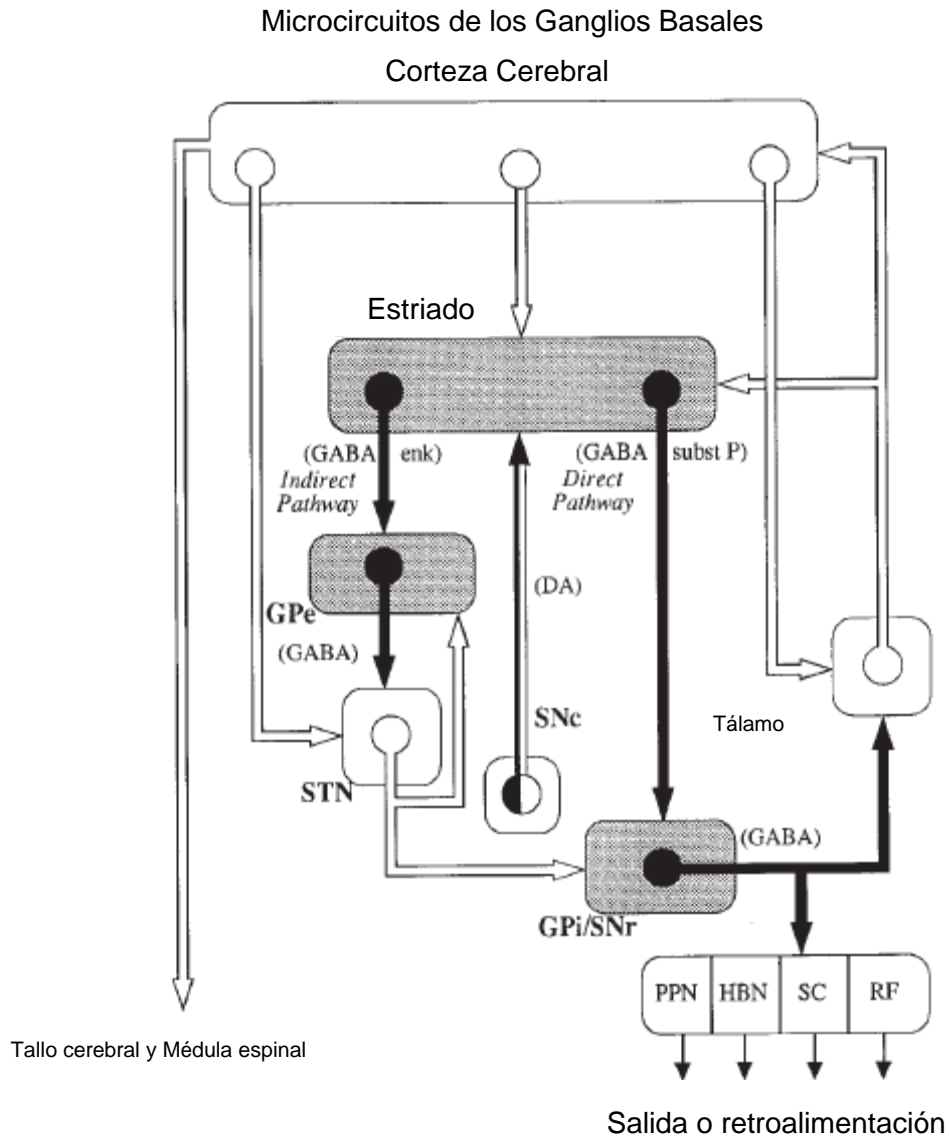 Microcircuitos de los Ganglios Basales
Corteza Cerebral
Estriado
(GABA enk)
Indirect
Pathway
(GABA subst P)
Direct
Pathway
GPe
(DA)
(GABA)
SNc
Tálamo
STN
(GABA)
GPi/SNr
PPN HBN SC RF
Tallo cerebral y Médula espinal
Salida o retroalimentación